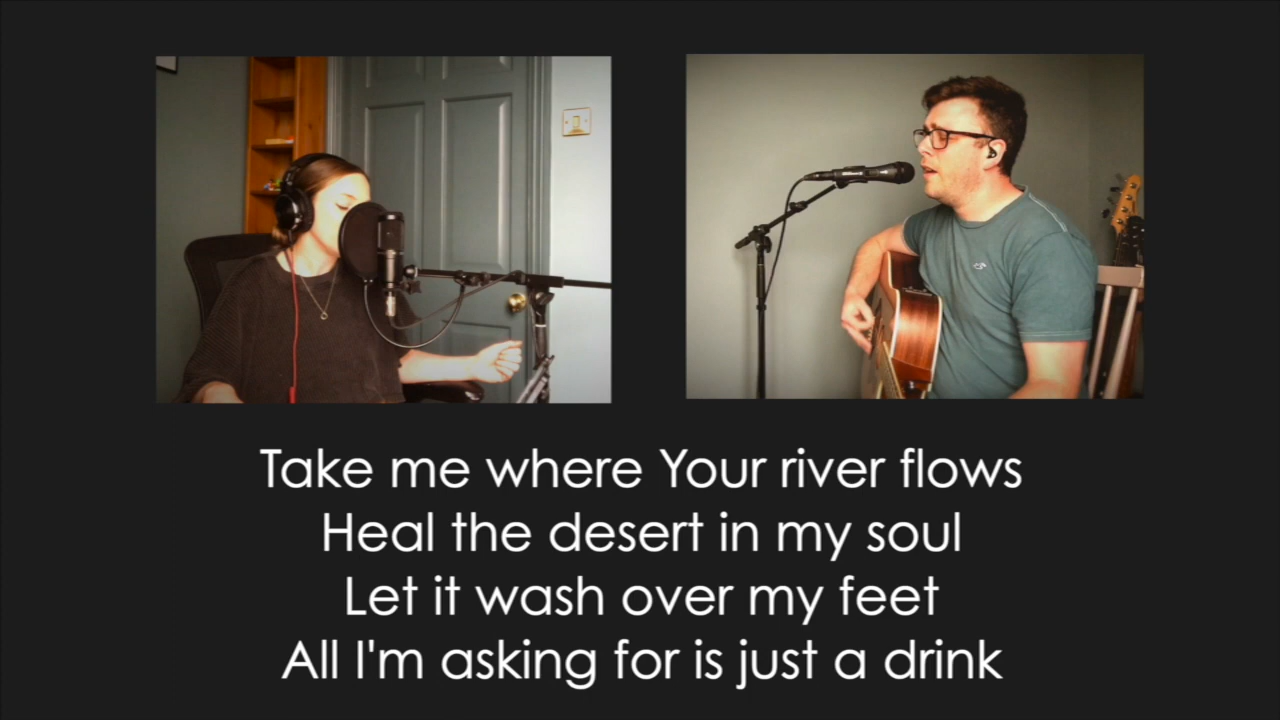 Take me where Your river flows
Heal the desert in my soul
Let it wash over my feet
All I'm asking for is just a drink